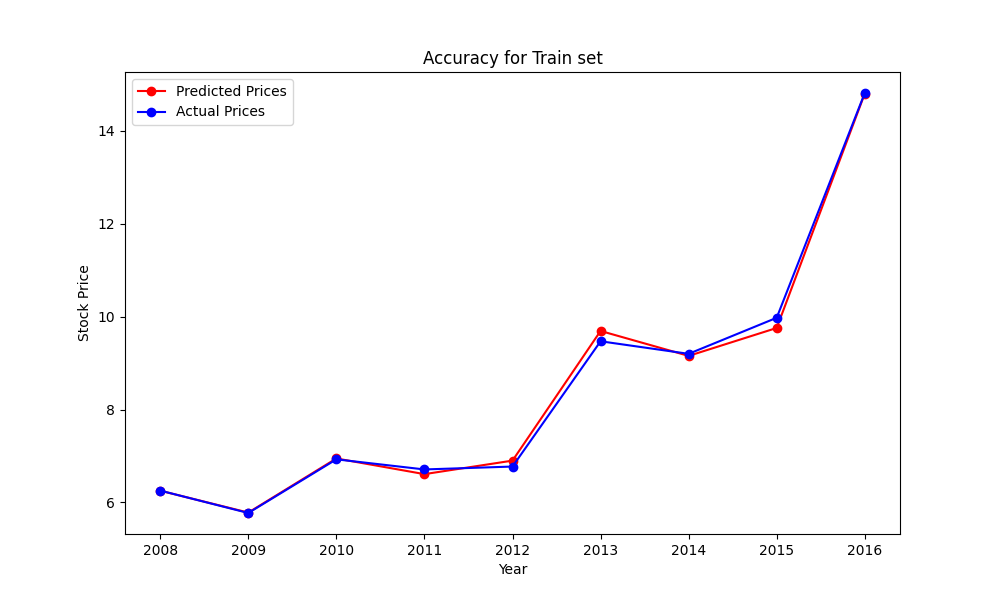 Accuracy for Train set
Predicted Prices
Actual Prices
14
12
10
8
6
Stock Price
2008 2009 2010 2011 2012 2013 2014 2015 2016
Year